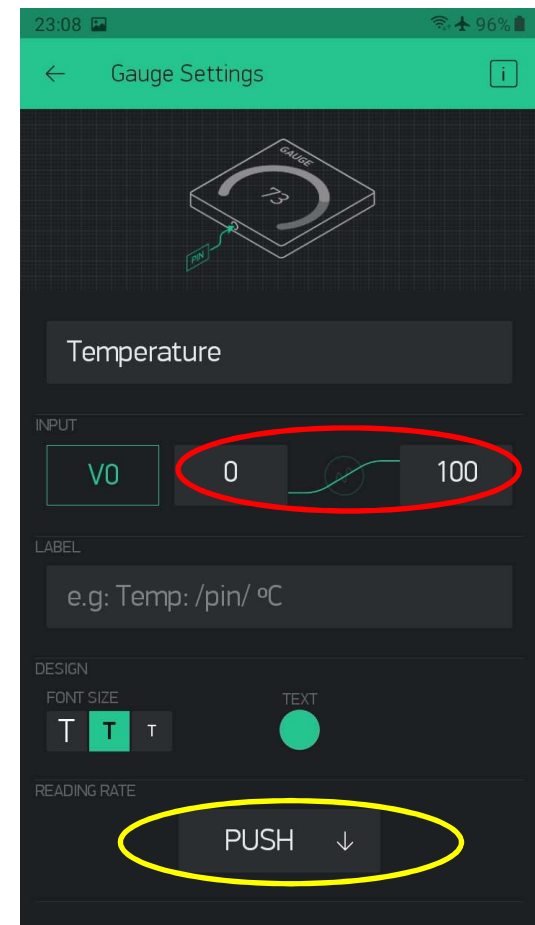 23:08 96%
Gauge Settings i
GAUGE
73
PIN
Temperature
INPUT
V0 0 100
LABEL
e.g: Temp: /pin/ ºC
DESIGN
FONT SIZE TEXT
T T T
READING RATE
PUSH ↓